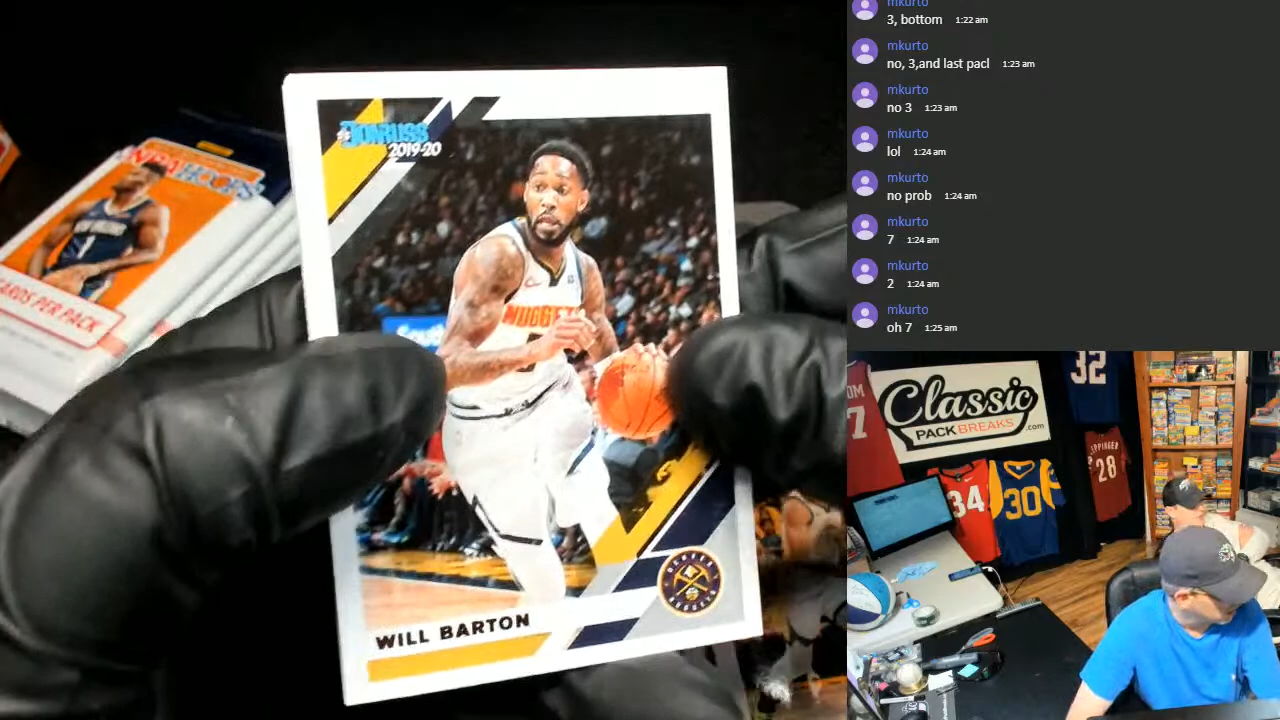 DONRUSS
2019-20
NUGGETS
WILL BARTON
NBA HOOPS
CARDS PER PACK
mkurto
3, bottom 1:22 am
mkurto
no, 3,and last pacl 1:23 am
mkurto
no 3 1:23 am
mkurto
lol 1:24 am
mkurto
no prob 1:24 am
mkurto
7 1:24 am
mkurto
2 1:24 am
mkurto
oh 7 1:25 am
Classic
PACK BREAKS.com
32
7
34
30
28